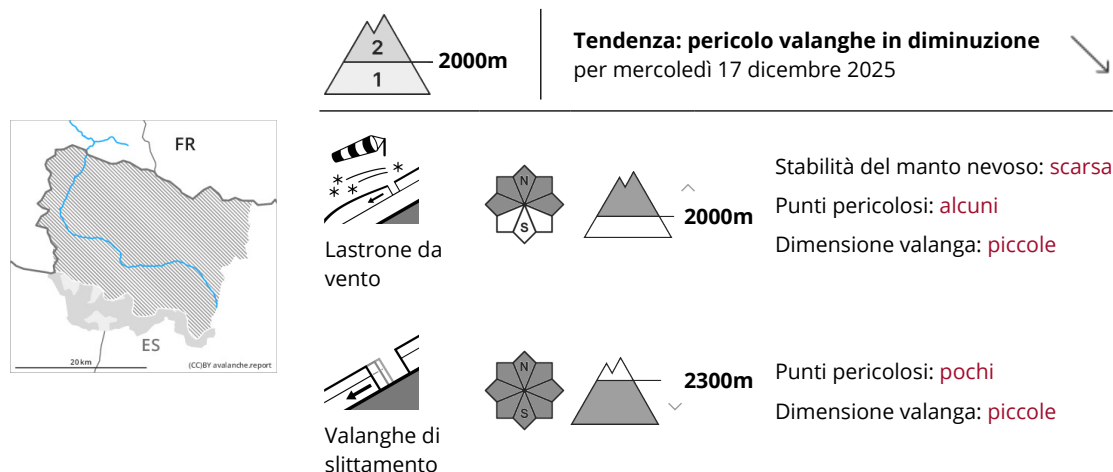 2
1
2000m
Tendenza: pericolo valanghe in diminuzione
per mercoledì 17 dicembre 2025
FR
ES
20 km
(CC)BY avalanche.report
Lastrone da
vento
N
S
2000m
Stabilità del manto nevoso: scarsa
Punti pericolosi: alcuni
Dimensione valanga: piccole
Valanghe di
slittamento
N
S
2300m
Punti pericolosi: pochi
Dimensione valanga: piccole